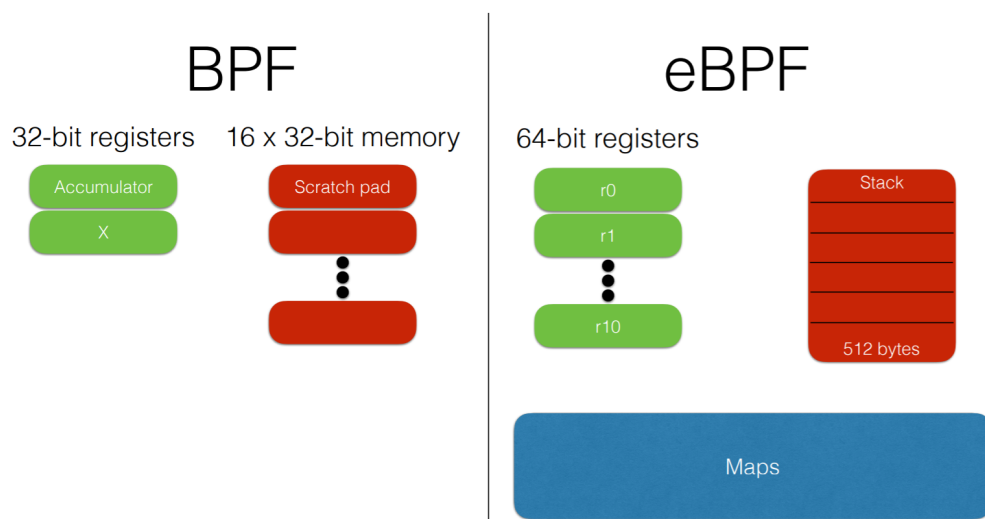 BPF
32-bit registers
16 x 32-bit memory
Accumulator
X
Scratch pad
eBPF
64-bit registers
r0
r1
r10
Stack
512 bytes
Maps